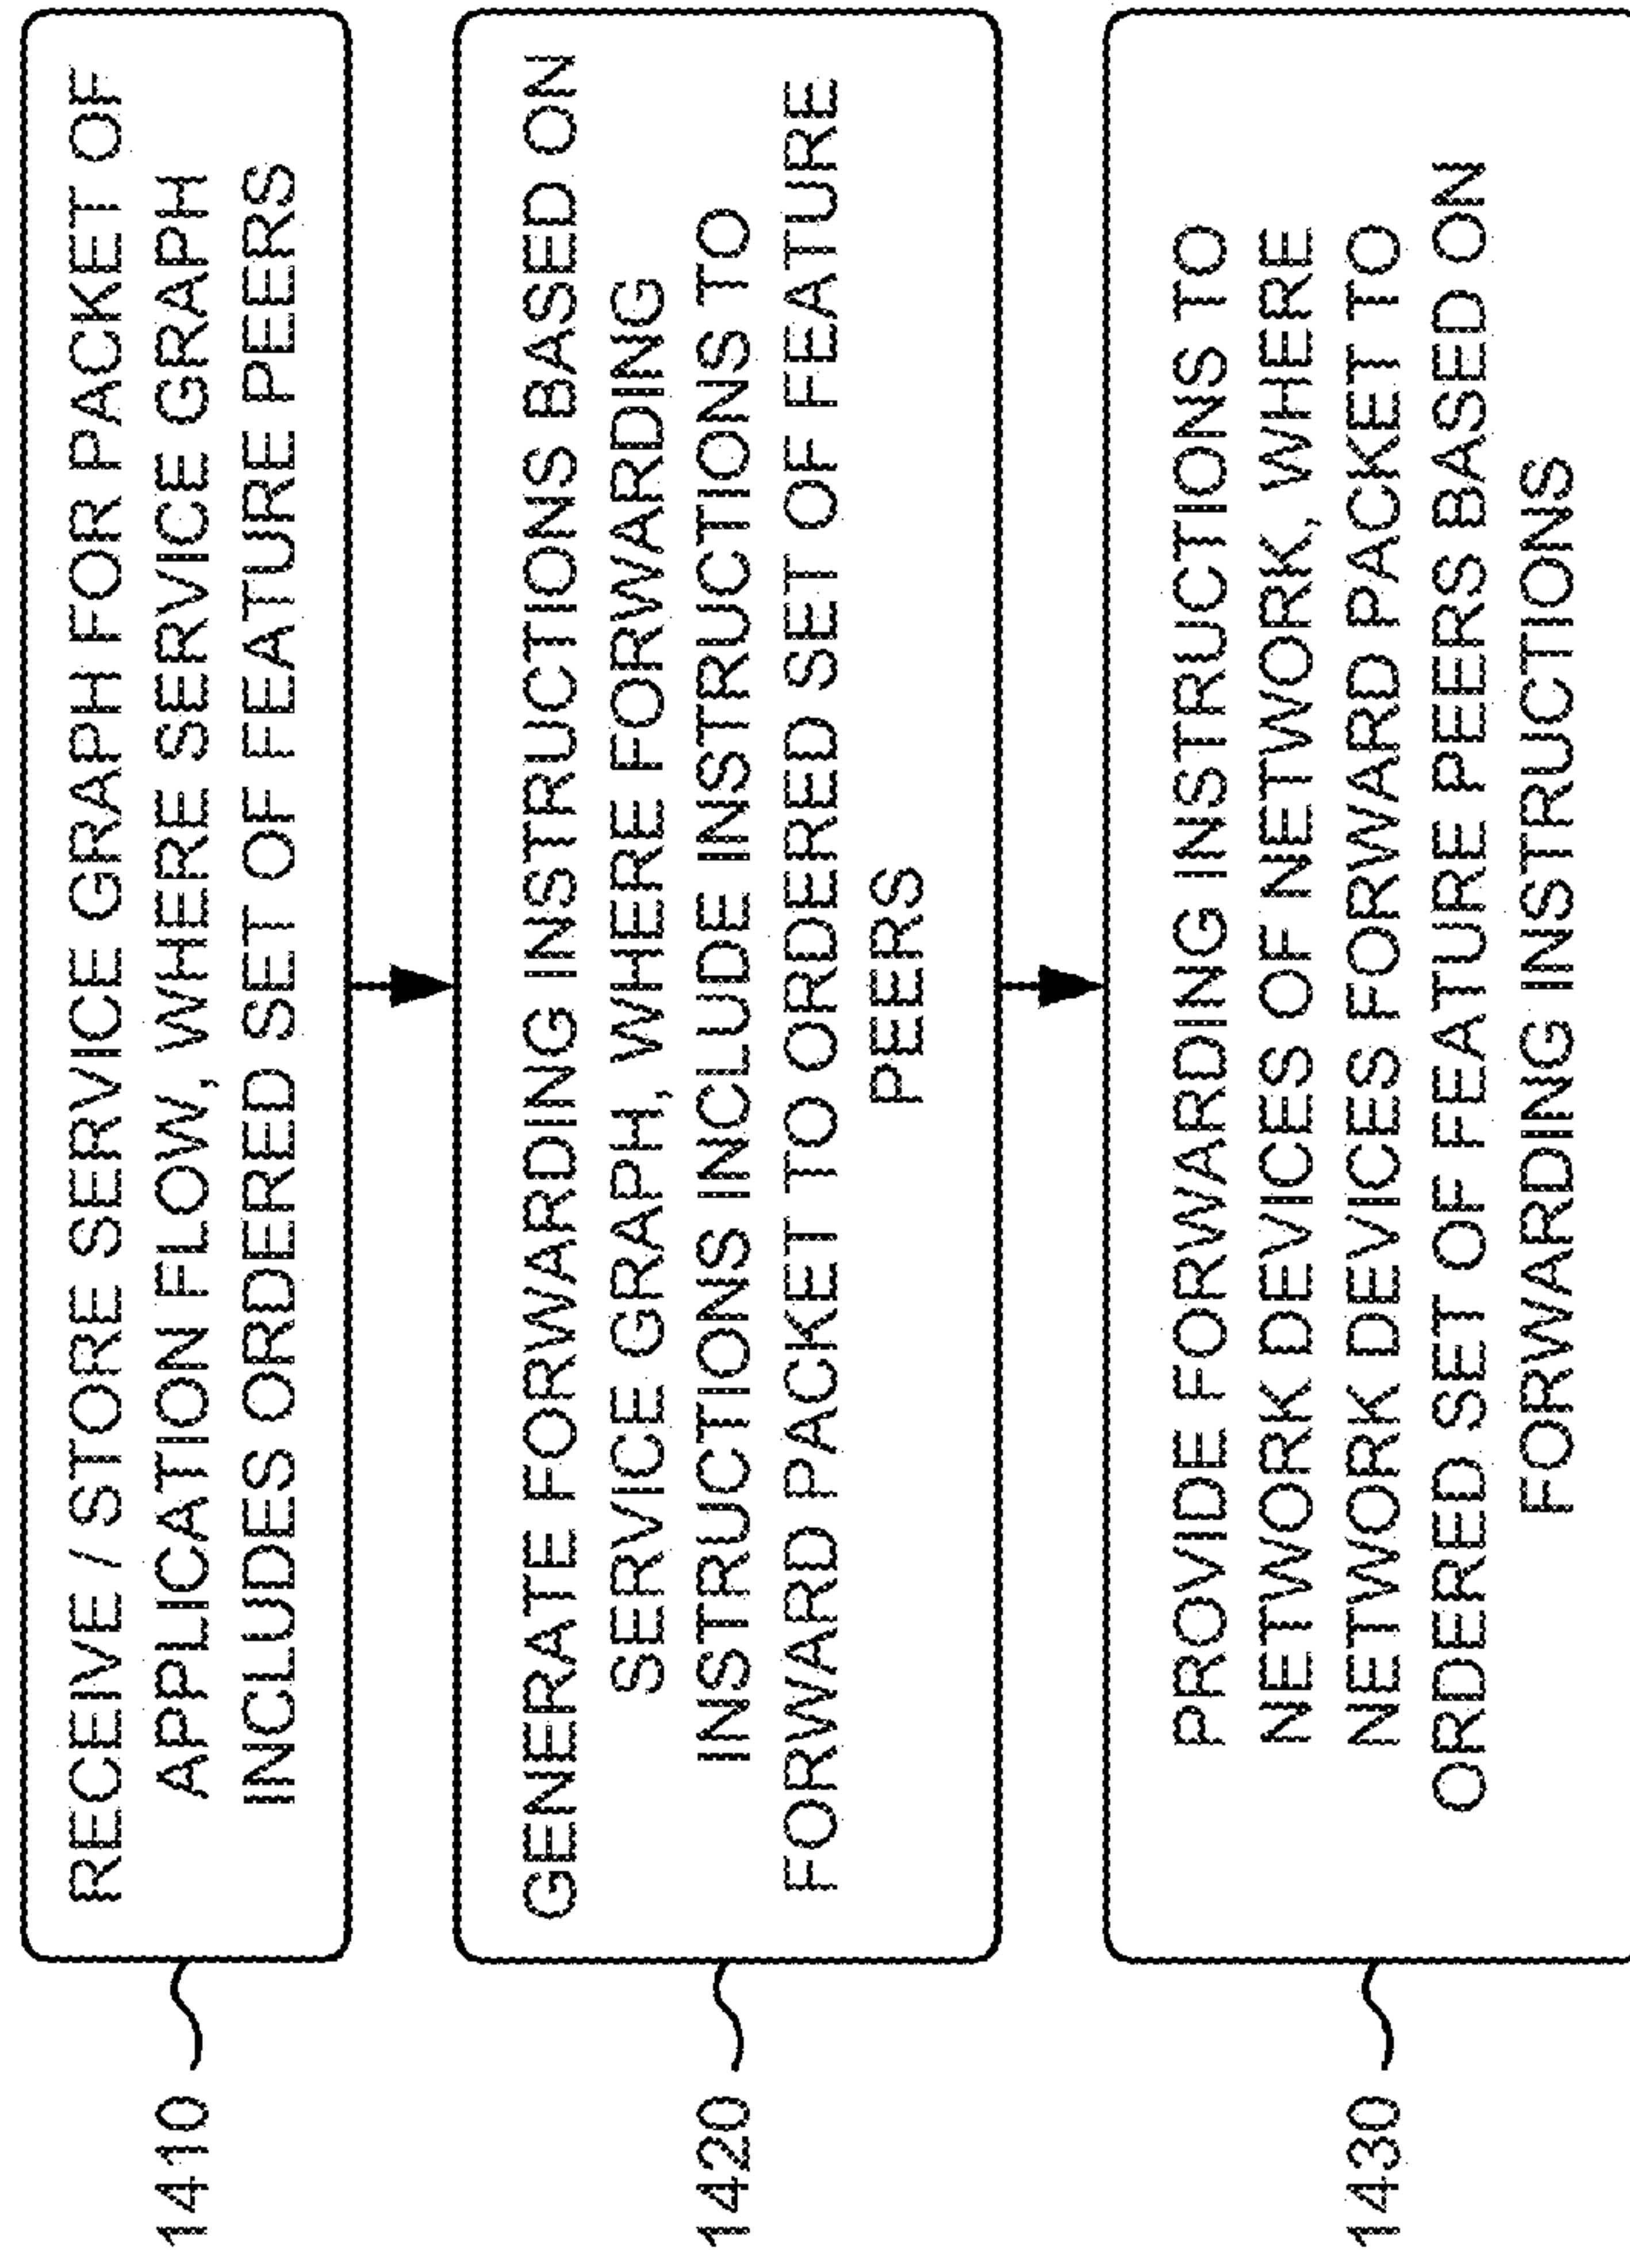 1410
RECEIVE / STORE SERVICE GRAPH FOR PACKET OF
APPLICATION FLOW, WHERE SERVICE GRAPH
INCLUDES ORDERED SET OF FEATURE PEERS
1420
GENERATE FORWARDING INSTRUCTIONS BASED ON
SERVICE GRAPH, WHERE FORWARDING
INSTRUCTIONS INCLUDE INSTRUCTIONS TO
FORWARD PACKET TO ORDERED SET OF FEATURE
PEERS
1430
PROVIDE FORWARDING INSTRUCTIONS TO
NETWORK DEVICES OF NETWORK, WHERE
NETWORK DEVICES FORWARD PACKET TO
ORDERED SET OF FEATURE PEERS BASED ON
FORWARDING INSTRUCTIONS